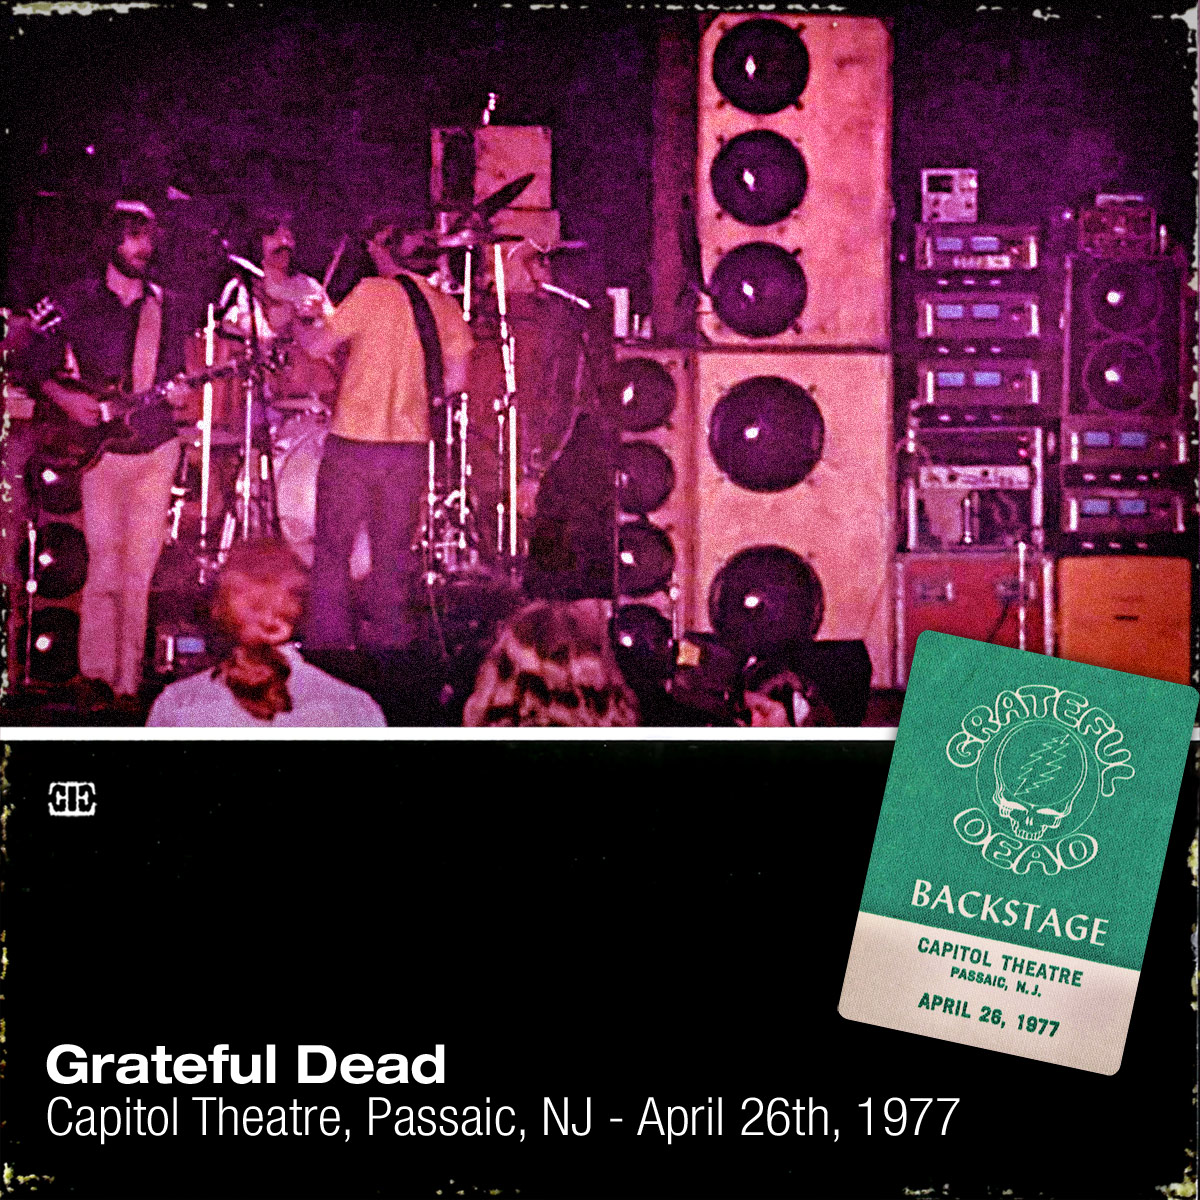 GRATEFUL
DEAD
BACKSTAGE
CAPITOL THEATRE
PASSAIC, N.J.
APRIL 26, 1977
Grateful Dead
Capitol Theatre, Passaic, NJ - April 26th, 1977